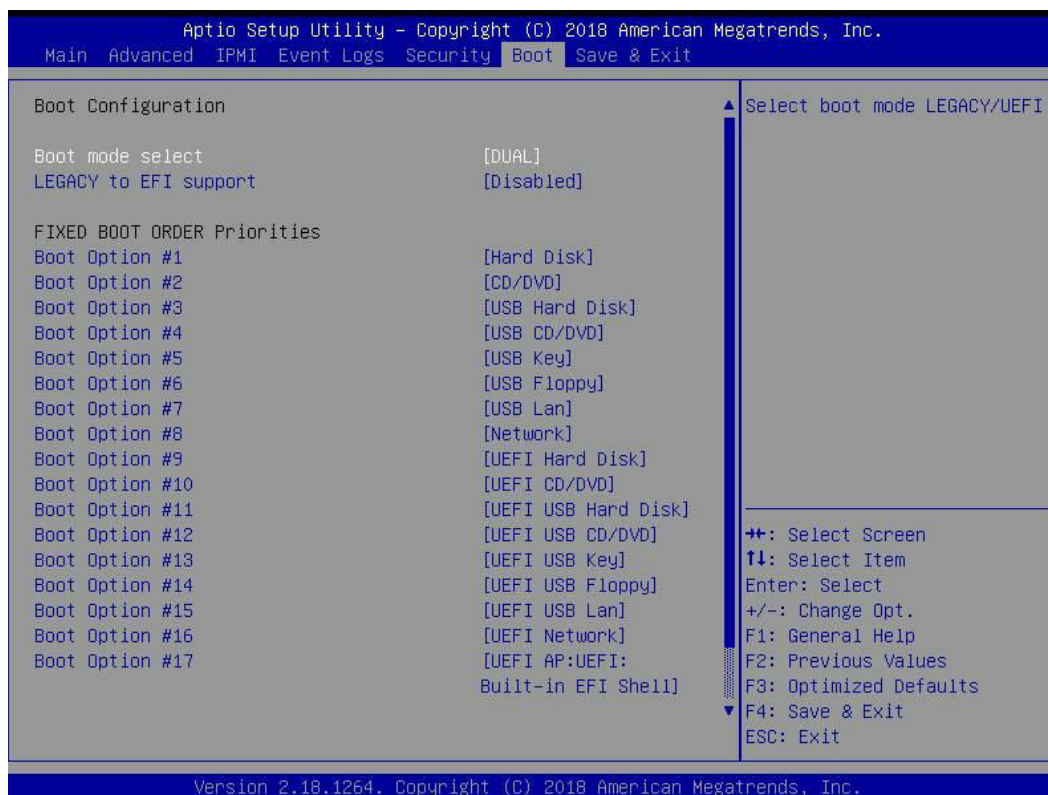 Aptio Setup Utility – Copyright (C) 2018 American Megatrends, Inc.
Main Advanced IPMI Event Logs Security Boot Save & Exit
Boot Configuration
Boot mode select [DUAL]
LEGACY to EFI support [Disabled]
FIXED BOOT ORDER Priorities
Boot Option #1 [Hard Disk]
Boot Option #2 [CD/DVD]
Boot Option #3 [USB Hard Disk]
Boot Option #4 [USB CD/DVD]
Boot Option #5 [USB Key]
Boot Option #6 [USB Floppy]
Boot Option #7 [USB Lan]
Boot Option #8 [Network]
Boot Option #9 [UEFI Hard Disk]
Boot Option #10 [UEFI CD/DVD]
Boot Option #11 [UEFI USB Hard Disk]
Boot Option #12 [UEFI USB CD/DVD]
Boot Option #13 [UEFI USB Key]
Boot Option #14 [UEFI USB Floppy]
Boot Option #15 [UEFI USB Lan]
Boot Option #16 [UEFI Network]
Boot Option #17 [UEFI AP:UEFI:
Built-in EFI Shell]
Select boot mode LEGACY/UEFI
→←: Select Screen
↑↓: Select Item
Enter: Select
+/-: Change Opt.
F1: General Help
F2: Previous Values
F3: Optimized Defaults
F4: Save & Exit
ESC: Exit
Version 2.18.1264. Copyright (C) 2018 American Megatrends, Inc.